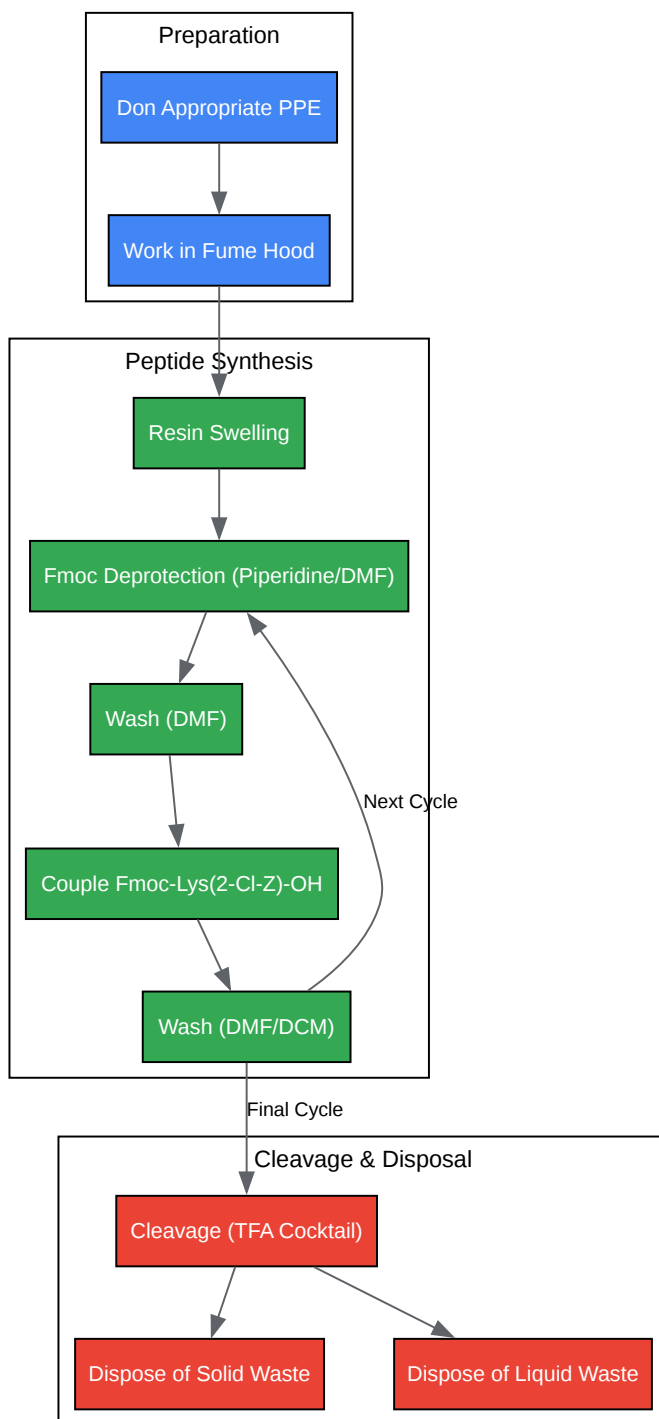 Preparation
Don Appropriate PPE
Work in Fume Hood
Peptide Synthesis
Resin Swelling
Fmoc Deprotection (Piperidine/DMF)
Wash (DMF)
Next Cycle
Couple Fmoc-Lys(2-Cl-Z)-OH
Wash (DMF/DCM)
Final Cycle
Cleavage & Disposal
Cleavage (TFA Cocktail)
Dispose of Solid Waste
Dispose of Liquid Waste